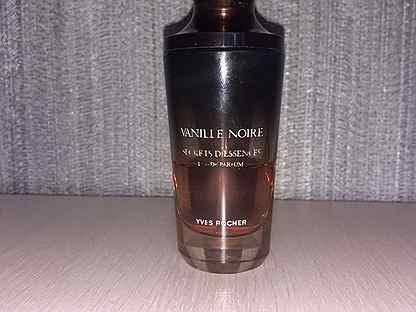 VANILLE NOIRE
SECRETS D'ESSENCES
DE PARFUM
YVES ROCHER